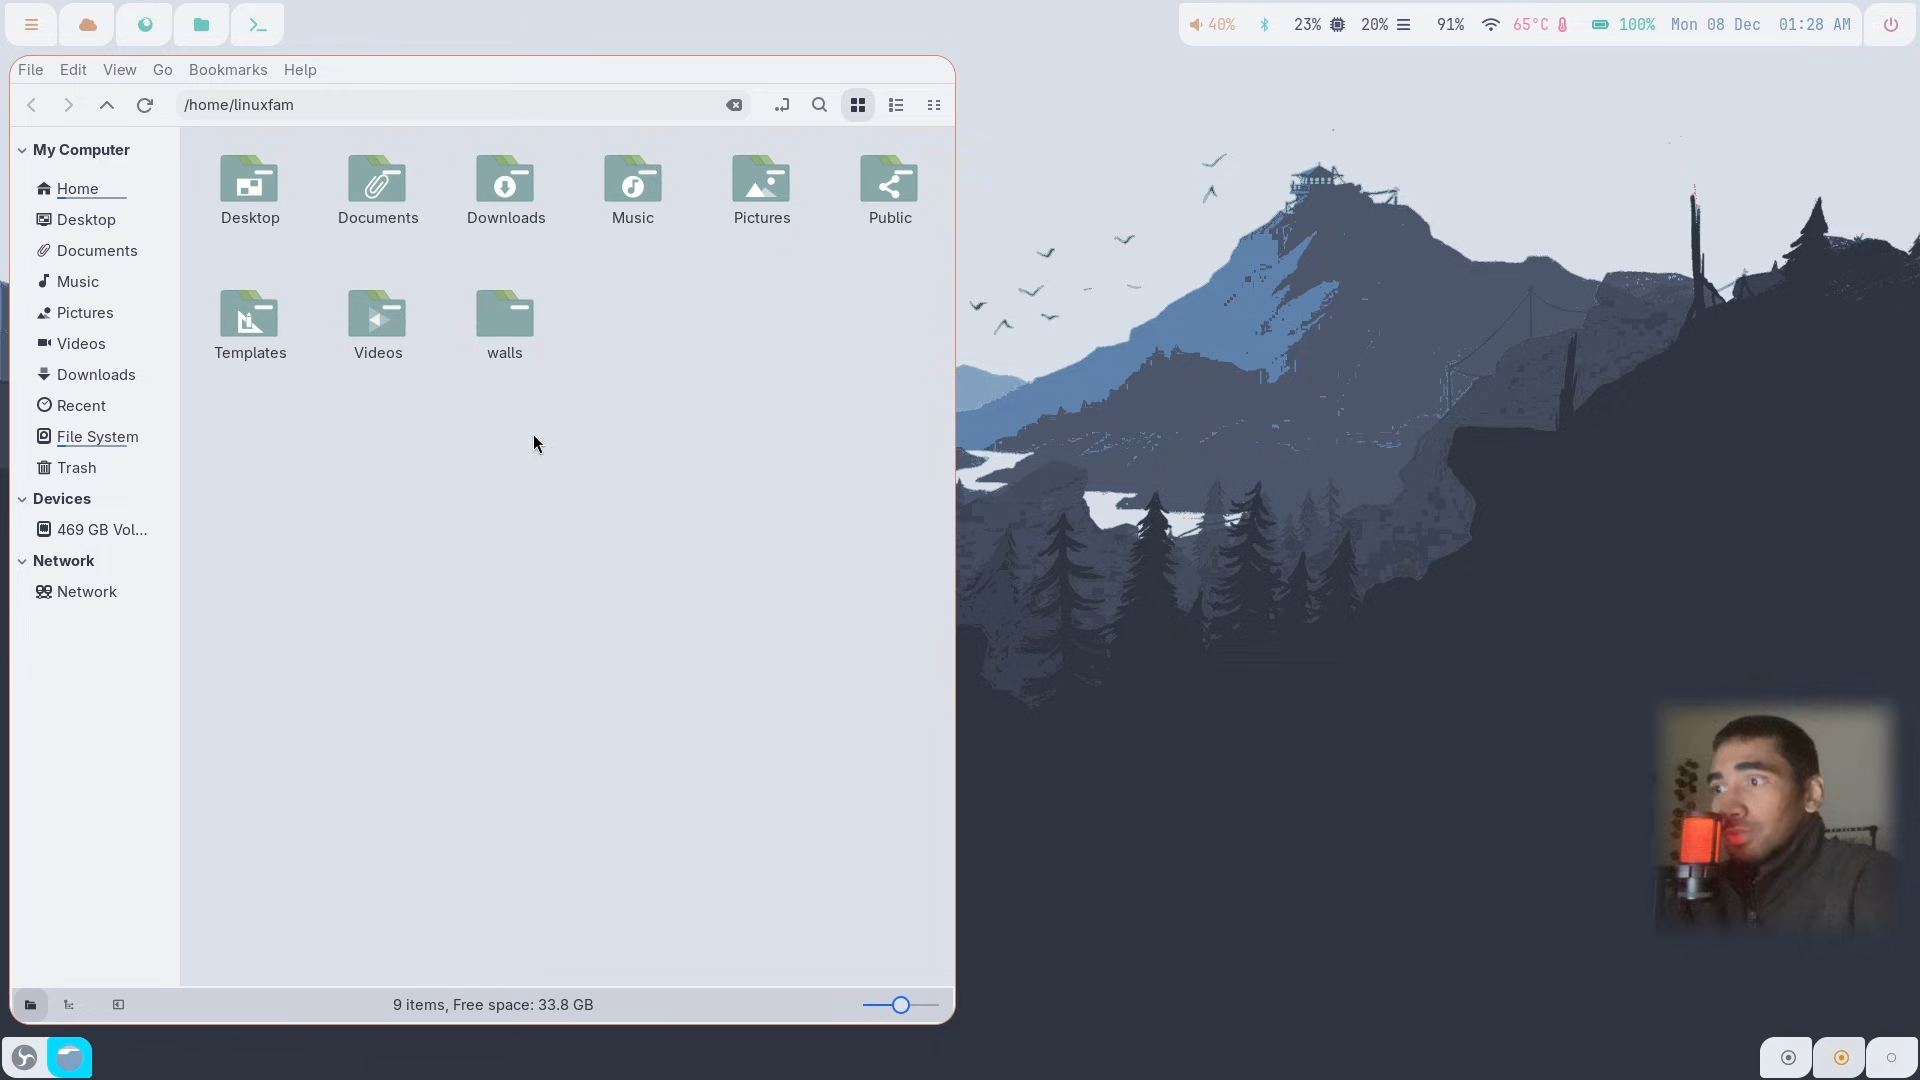 40% 23% 20% 91% 65°C 100% Mon 08 Dec 01:28 AM
File Edit View Go Bookmarks Help
/home/linuxfam
My Computer
Home
Desktop
Documents
Music
Pictures
Videos
Downloads
Recent
File System
Trash
Devices
469 GB Vol...
Network
Network
Desktop Documents Downloads Music Pictures Public
Templates Videos walls
9 items, Free space: 33.8 GB